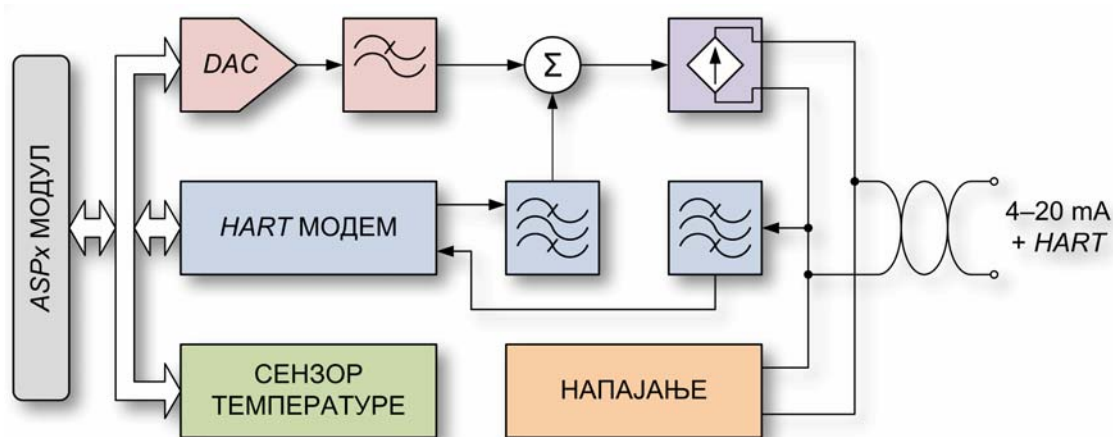 ASPx МОДУЛ
DAC
Σ
HART МОДЕМ
4–20 mA
+ HART
СЕНЗОР
ТЕМПЕРАТУРЕ
НАПАЈАЊЕ